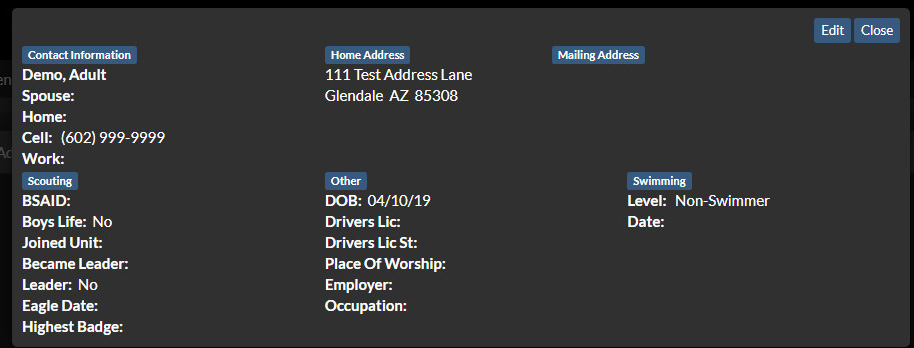 Edit Close
Contact Information Home Address Mailing Address
Demo, Adult 111 Test Address Lane
Spouse: Glendale AZ 85308
Home:
Cell: (602) 999-9999
Work:
Scouting Other Swimming
BSAID: DOB: 04/10/19 Level: Non-Swimmer
Boys Life: No Drivers Lic: Date:
Joined Unit: Drivers Lic St:
Became Leader: Place Of Worship:
Leader: No Employer:
Eagle Date: Occupation:
Highest Badge: